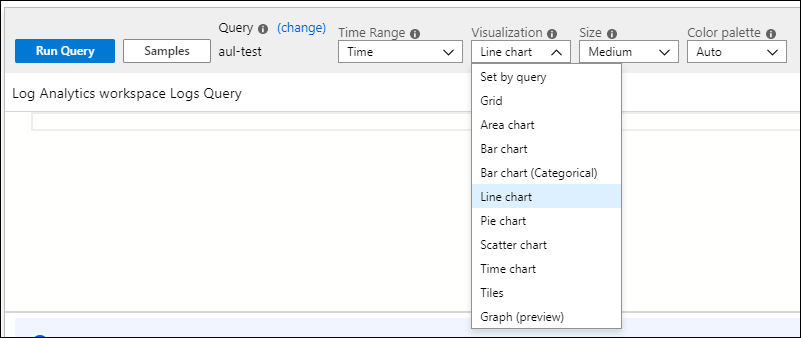 Query (change)
Time Range
Visualization
Size
Color palette
Run Query
Samples
aul-test
Time
Line chart
Medium
Auto
Set by query
Log Analytics workspace Logs Query
Grid
Area chart
Bar chart
Bar chart (Categorical)
Line chart
Pie chart
Scatter chart
Time chart
Tiles
Graph (preview)